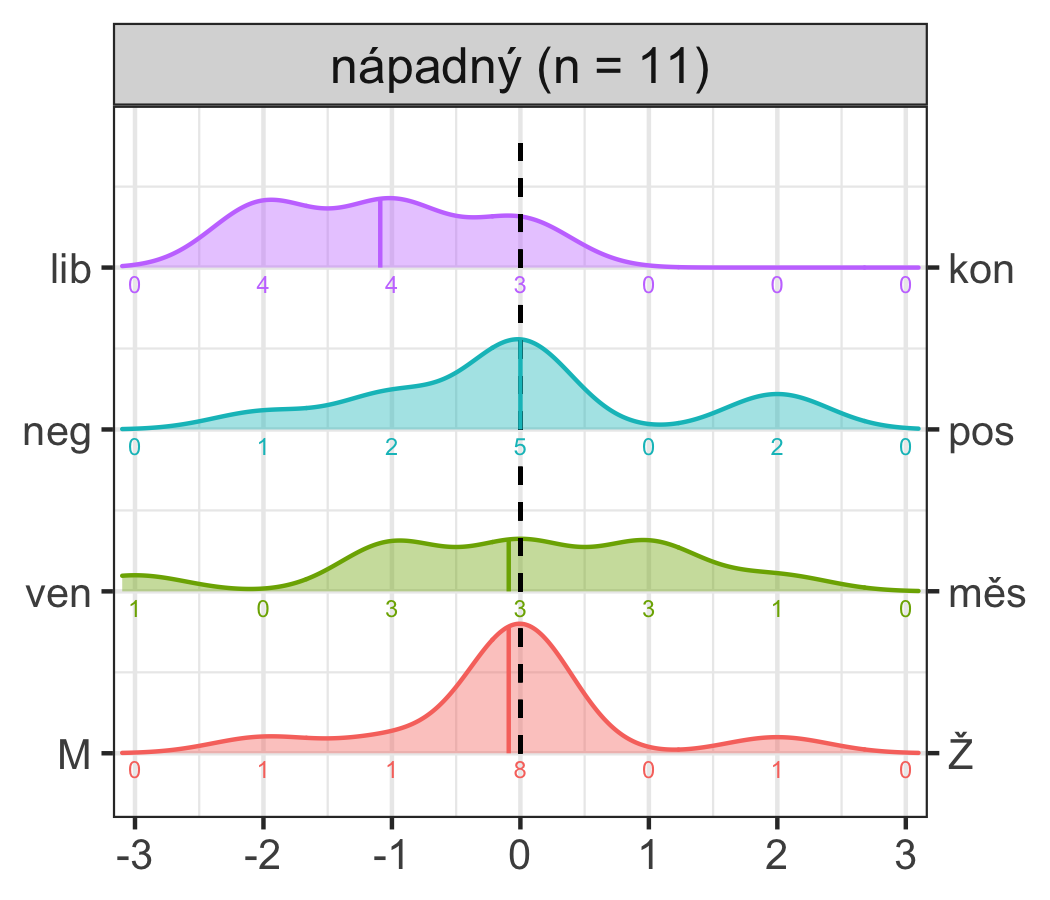 nápadný (n = 11)
lib kon
0 4 4 3 0 0 0
neg pos
0 1 2 5 0 2 0
ven měs
1 0 3 3 3 1 0
M Ž
0 1 1 8 0 1 0
-3 -2 -1 0 1 2 3